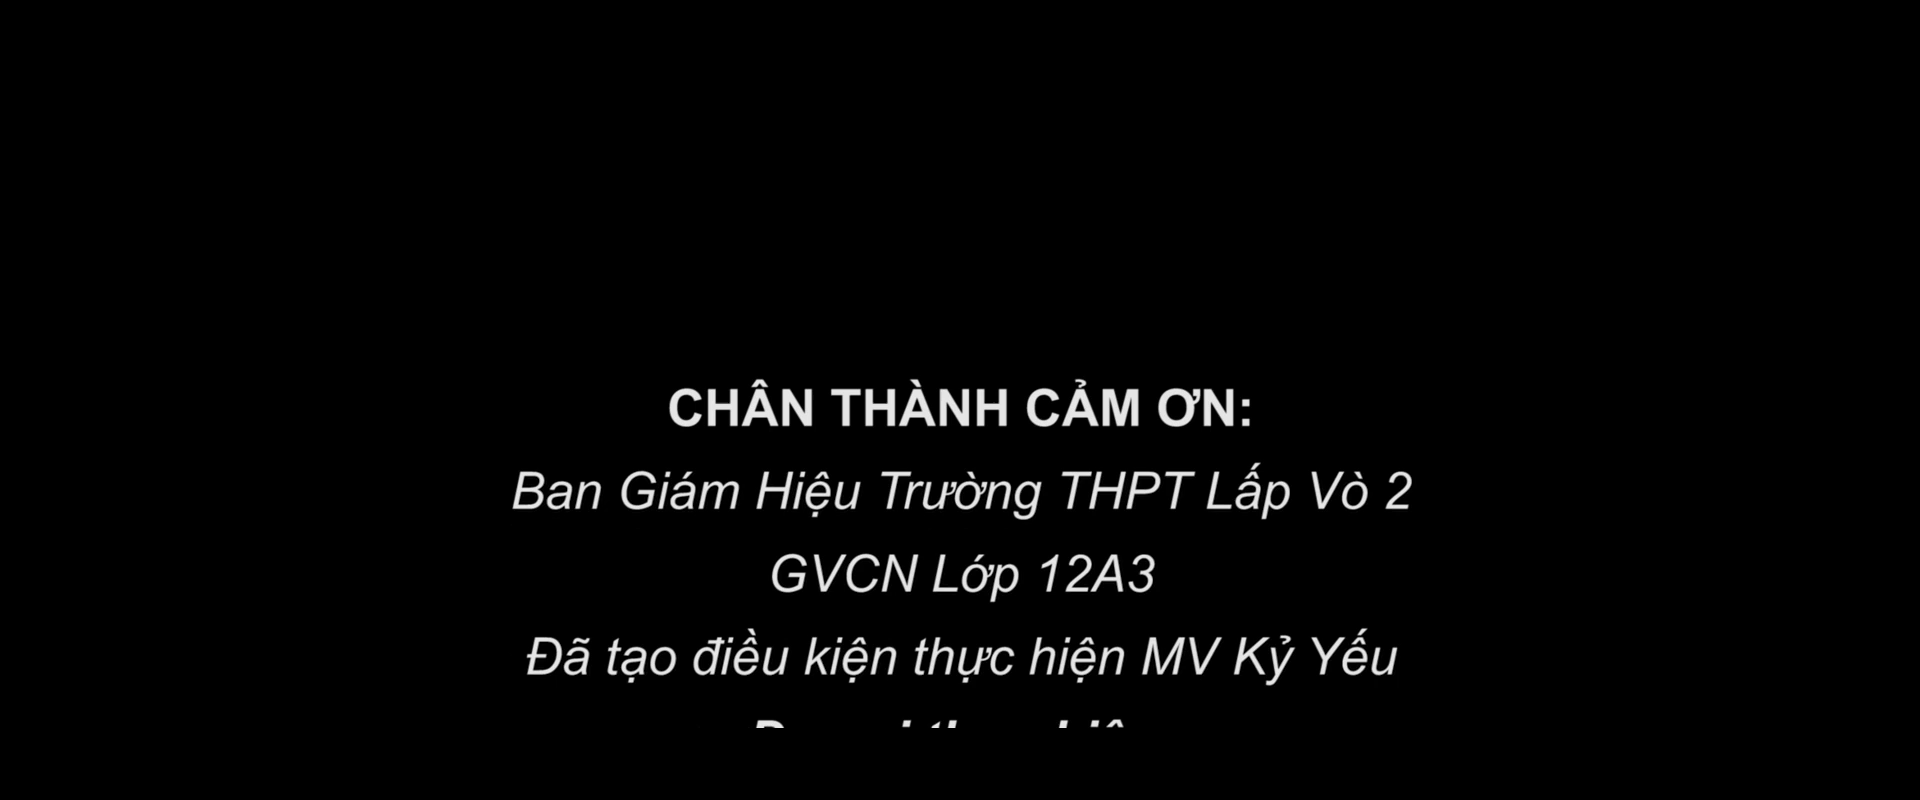 CHÂN THÀNH CẢM ƠN:
Ban Giám Hiệu Trường THPT Lấp Vò 2
GVCN Lớp 12A3
Đã tạo điều kiện thực hiện MV Kỷ Yếu